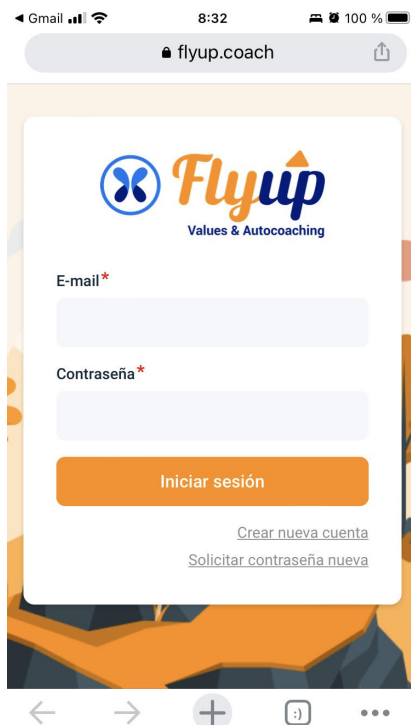 Gmail
8:32
100 %
flyup.coach
Flyup
Values & Autocoaching
E-mail*
Contraseña*
Iniciar sesión
Crear nueva cuenta
Solicitar contraseña nueva
:)